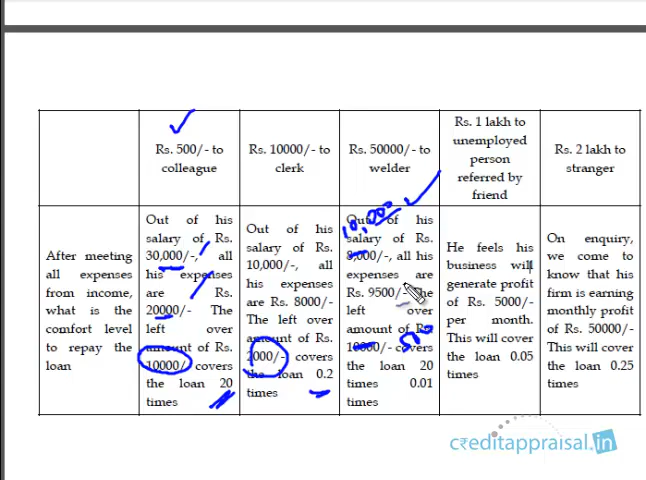 Rs. 500/- to
colleague
Rs. 10000/- to
clerk
Rs. 50000/- to
welder
Rs. 1 lakh to
unemployed
person
referred by
friend
Rs. 2 lakh to
stranger
After meeting
all expenses
from income,
what is the
comfort level
to repay the
loan
Out of his
salary of Rs.
30,000/-, all
his expenses
are Rs.
20000/- The
left over
amount of Rs.
10000/- covers
the loan 20
times
Out of his
salary of Rs.
10,000/-, all
his expenses
are Rs. 8000/-
The left over
amount of Rs.
2000/- covers
the loan 0.2
times
10,000
Out of his
salary of Rs.
8,000/-, all his
expenses are
Rs. 9500/- The
left over
amount of Rs
500
10000/- covers
the loan 20
times 0.01
He feels his
business will
generate profit
of Rs. 5000/-
per month.
This will cover
the loan 0.05
times
On enquiry,
we come to
know that his
firm is earning
monthly profit
of Rs. 50000/-
This will cover
the loan 0.25
times
creditappraisal.in